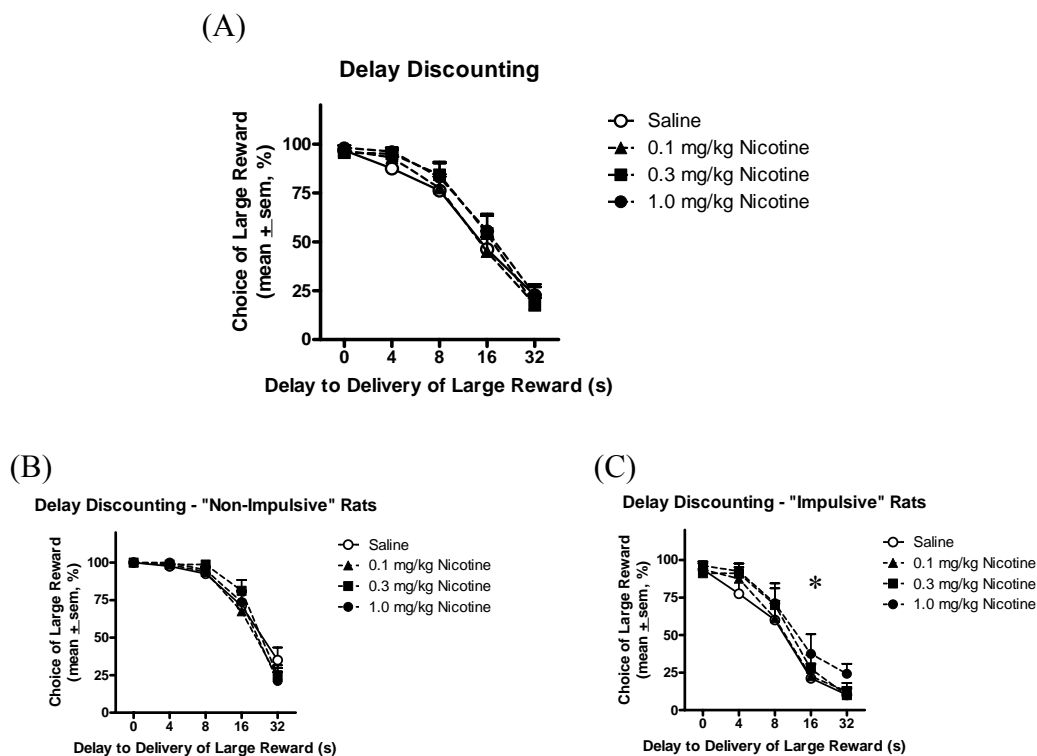 (A)
Delay Discounting
Choice of Large Reward
(mean ± sem, %)
100
75
50
25
0
0 4 8 16 32
Delay to Delivery of Large Reward (s)
Saline
0.1 mg/kg Nicotine
0.3 mg/kg Nicotine
1.0 mg/kg Nicotine
(B)
Delay Discounting - "Non-Impulsive" Rats
Choice of Large Reward
(mean ± sem, %)
100
75
50
25
0
0 4 8 16 32
Delay to Delivery of Large Reward (s)
Saline
0.1 mg/kg Nicotine
0.3 mg/kg Nicotine
1.0 mg/kg Nicotine
(C)
Delay Discounting - "Impulsive" Rats
Choice of Large Reward
(mean ± sem, %)
100
75
50
25
0
*
0 4 8 16 32
Delay to Delivery of Large Reward (s)
Saline
0.1 mg/kg Nicotine
0.3 mg/kg Nicotine
1.0 mg/kg Nicotine